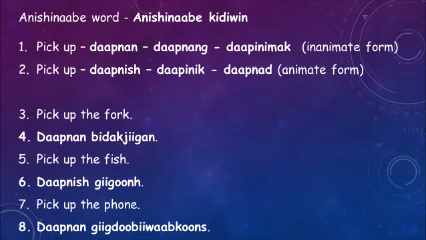 Anishinaabe word - Anishinaabe kidiwin
1. Pick up - daapnan - daapnang - daapinimak (inanimate form)
2. Pick up - daapnish - daapinik - daapnad (animate form)
3. Pick up the fork.
4. Daapnan bidakjiigan.
5. Pick up the fish.
6. Daapnish giigoonh.
7. Pick up the phone.
8. Daapnan giigdoobiiwaabkoons.